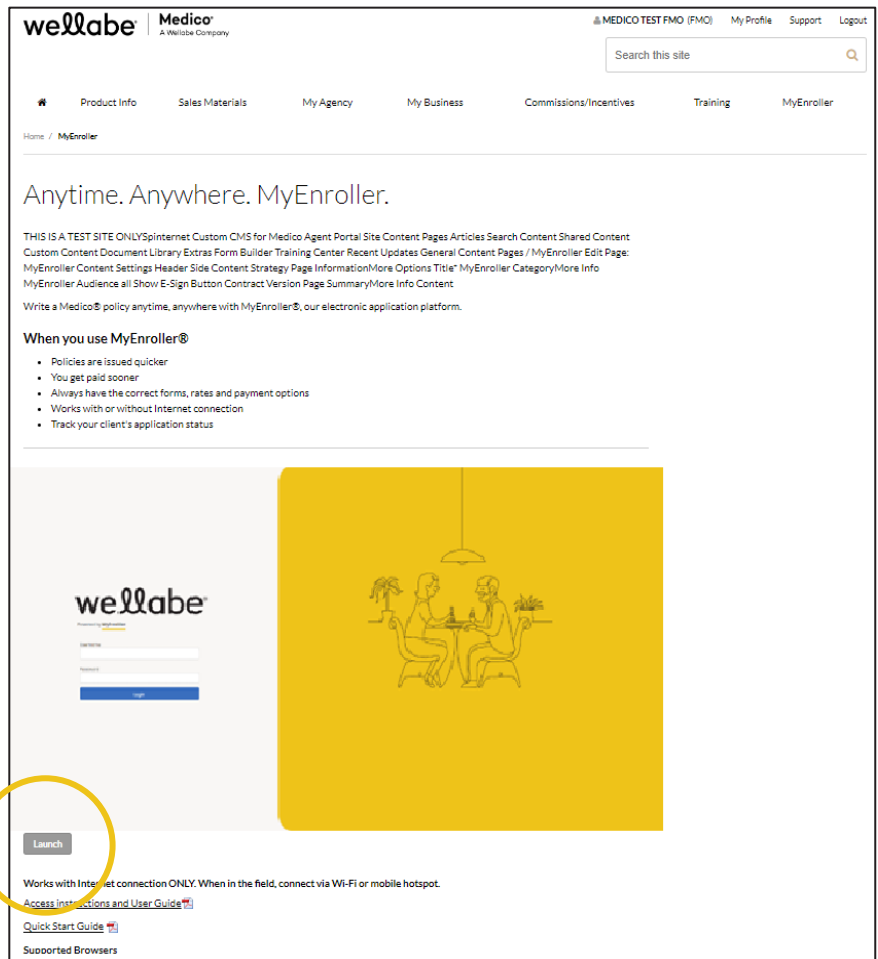 wellabe Medico
A Wellabe Company
MEDICO TEST FMO (FMO) My Profile Support Logout
Search this site
Product Info Sales Materials My Agency My Business Commissions/Incentives Training MyEnroller
Home / MyEnroller
Anytime. Anywhere. MyEnroller.
THIS IS A TEST SITE ONLYSpinternet Custom CMS for Medico Agent Portal Site Content Pages Articles Search Content Shared Content
Custom Content Document Library Extras Form Builder Training Center Recent Updates General Content Pages / MyEnroller Edit Page:
MyEnroller Content Settings Header Side Content Strategy Page InformationMore Options Title* MyEnroller CategoryMore Info
MyEnroller Audience all Show E-Sign Button Contract Version Page SummaryMore Info Content
Write a Medico® policy anytime, anywhere with MyEnroller®, our electronic application platform.
When you use MyEnroller®
• Policies are issued quicker
• You get paid sooner
• Always have the correct forms, rates and payment options
• Works with or without Internet connection
• Track your client's application status
wellabe
Powered by MyEnroller
Username
Password
Login
Launch
Works with Internet connection ONLY. When in the field, connect via Wi-Fi or mobile hotspot.
Access instructions and User Guide
Quick Start Guide
Supported Browsers